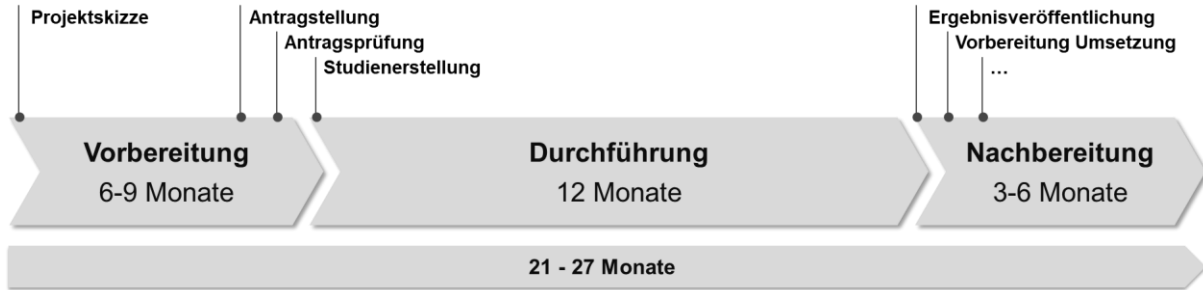 Projektskizze
Antragstellung
Antragsprüfung
Studienerstellung
Ergebnisveröffentlichung
Vorbereitung Umsetzung
…
Vorbereitung
6-9 Monate
Durchführung
12 Monate
Nachbereitung
3-6 Monate
21 - 27 Monate